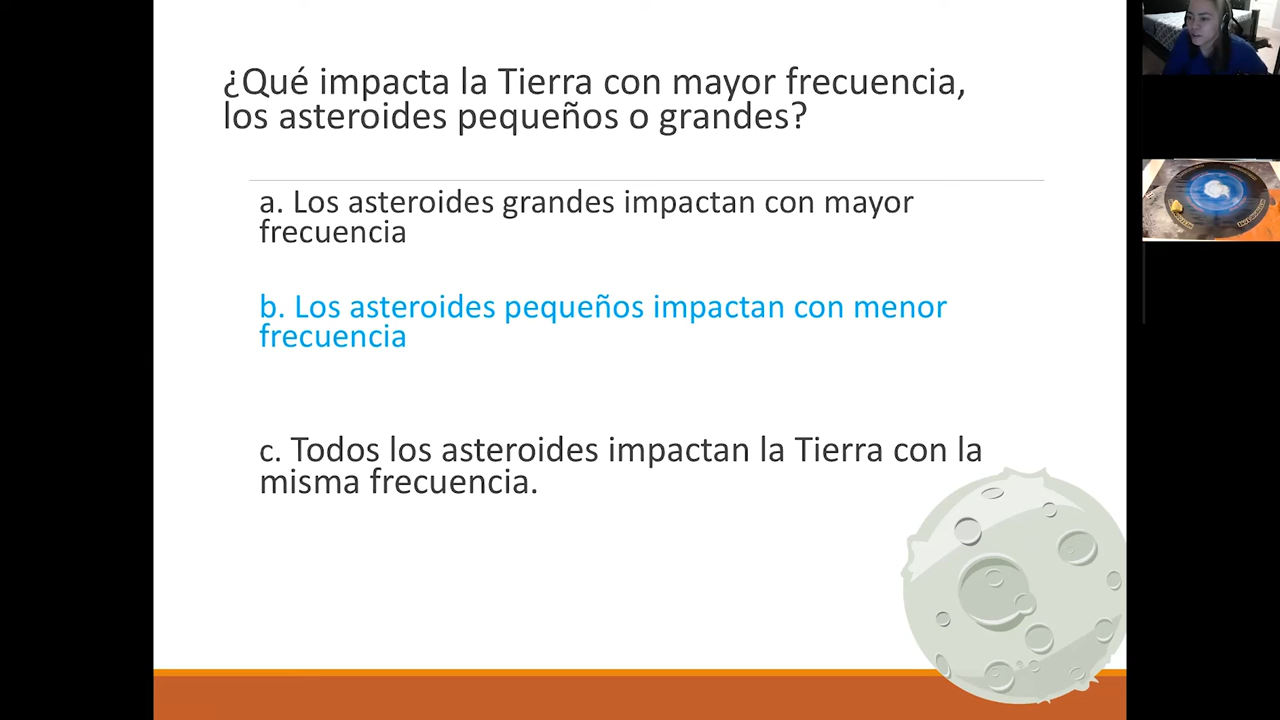 ¿Qué impacta la Tierra con mayor frecuencia,
los asteroides pequeños o grandes?
a. Los asteroides grandes impactan con mayor
frecuencia
b. Los asteroides pequeños impactan con menor
frecuencia
c. Todos los asteroides impactan la Tierra con la
misma frecuencia.